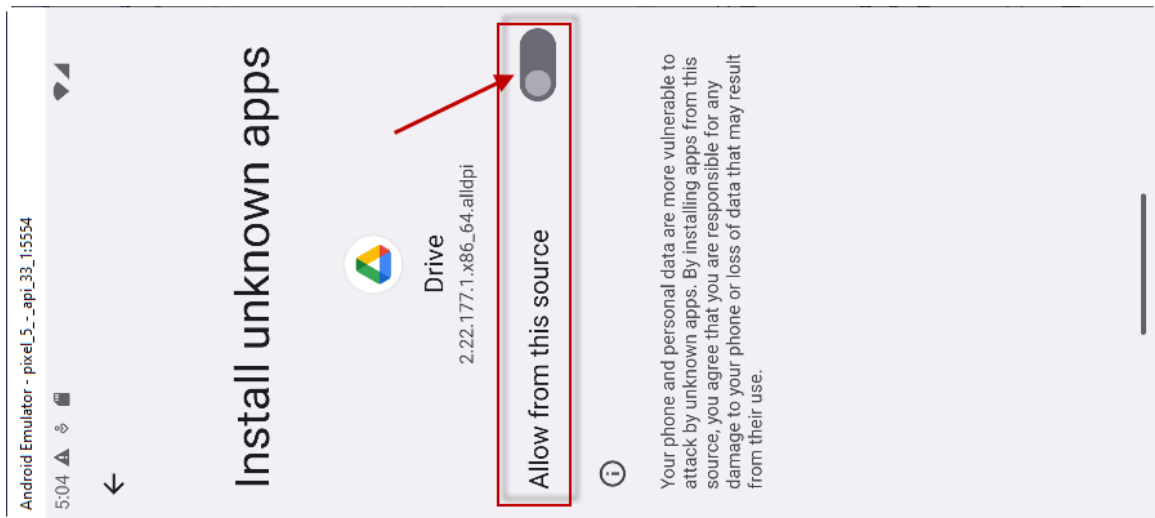 Android Emulator - pixel_5_-_api_33_1:5554
5:04
Install unknown apps
Drive
2.22.177.1.x86_64.alldpi
Allow from this source
Your phone and personal data are more vulnerable to
attack by unknown apps. By installing apps from this
source, you agree that you are responsible for any
damage to your phone or loss of data that may result
from their use.